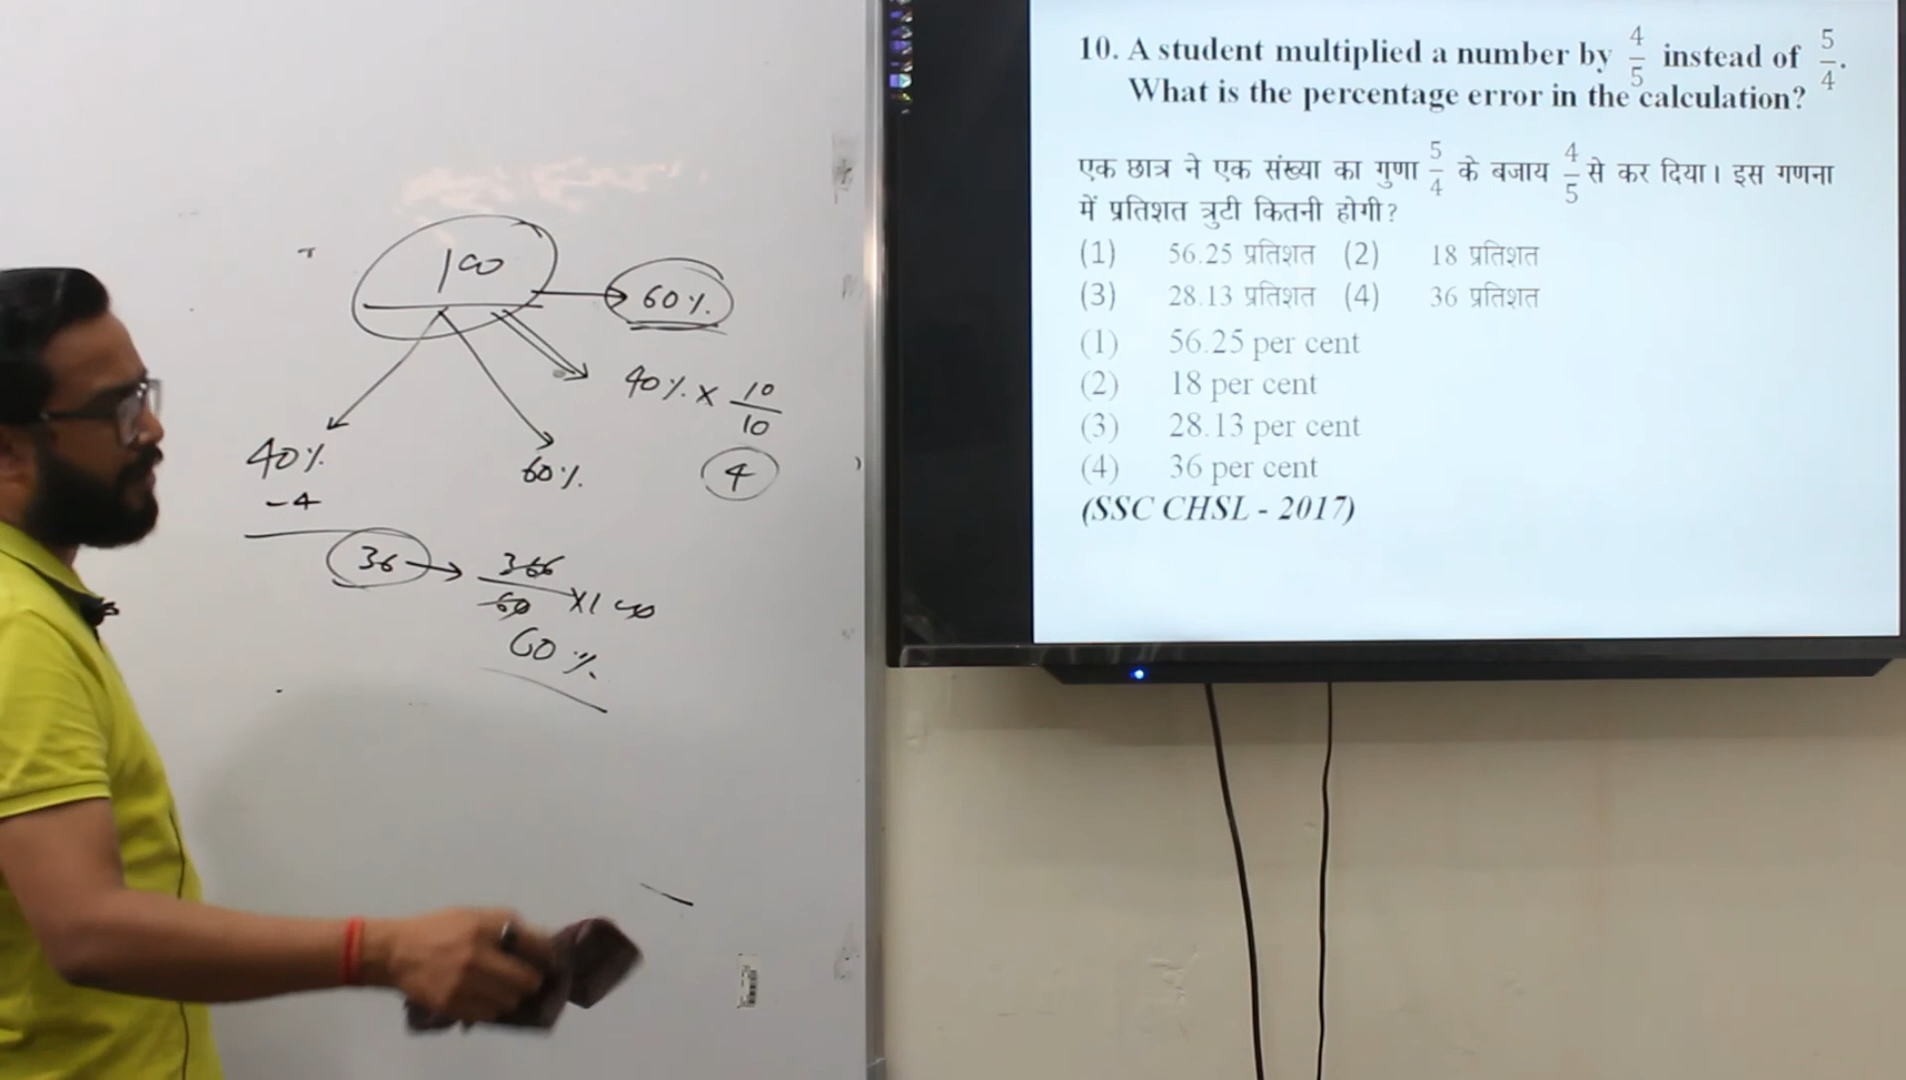 100
60%
40% × 10/10
4
40%
-4
60%
36 → 36/60 × 100
60%
10. A student multiplied a number by 4/5 instead of 5/4.
What is the percentage error in the calculation?
एक छात्र ने एक संख्या का गुणा 5/4 के बजाय 4/5 से कर दिया। इस गणना
में प्रतिशत त्रुटी कितनी होगी?
(1) 56.25 प्रतिशत (2) 18 प्रतिशत
(3) 28.13 प्रतिशत (4) 36 प्रतिशत
(1) 56.25 per cent
(2) 18 per cent
(3) 28.13 per cent
(4) 36 per cent
(SSC CHSL - 2017)